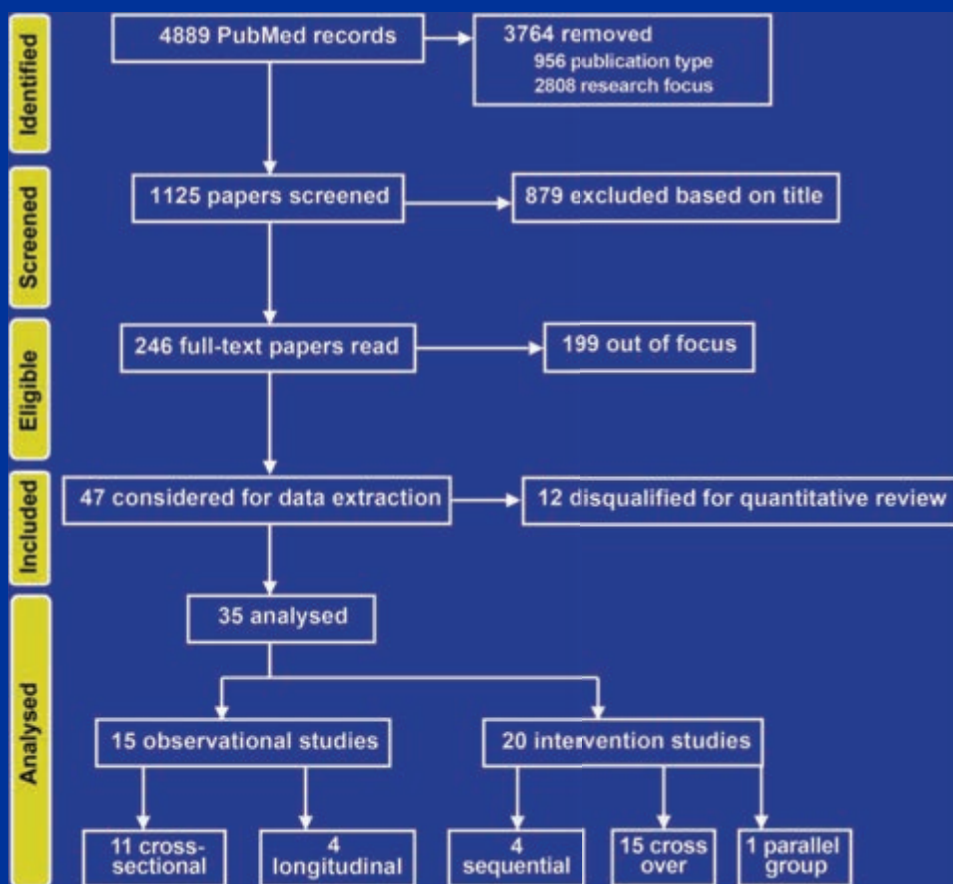 Identified
4889 PubMed records
3764 removed
956 publication type
2808 research focus
Screened
1125 papers screened
879 excluded based on title
Eligible
246 full-text papers read
199 out of focus
Included
47 considered for data extraction
12 disqualified for quantitative review
Analysed
35 analysed
15 observational studies
20 intervention studies
11 cross-
sectional
4
longitudinal
4
sequential
15 cross
over
1 parallel
group